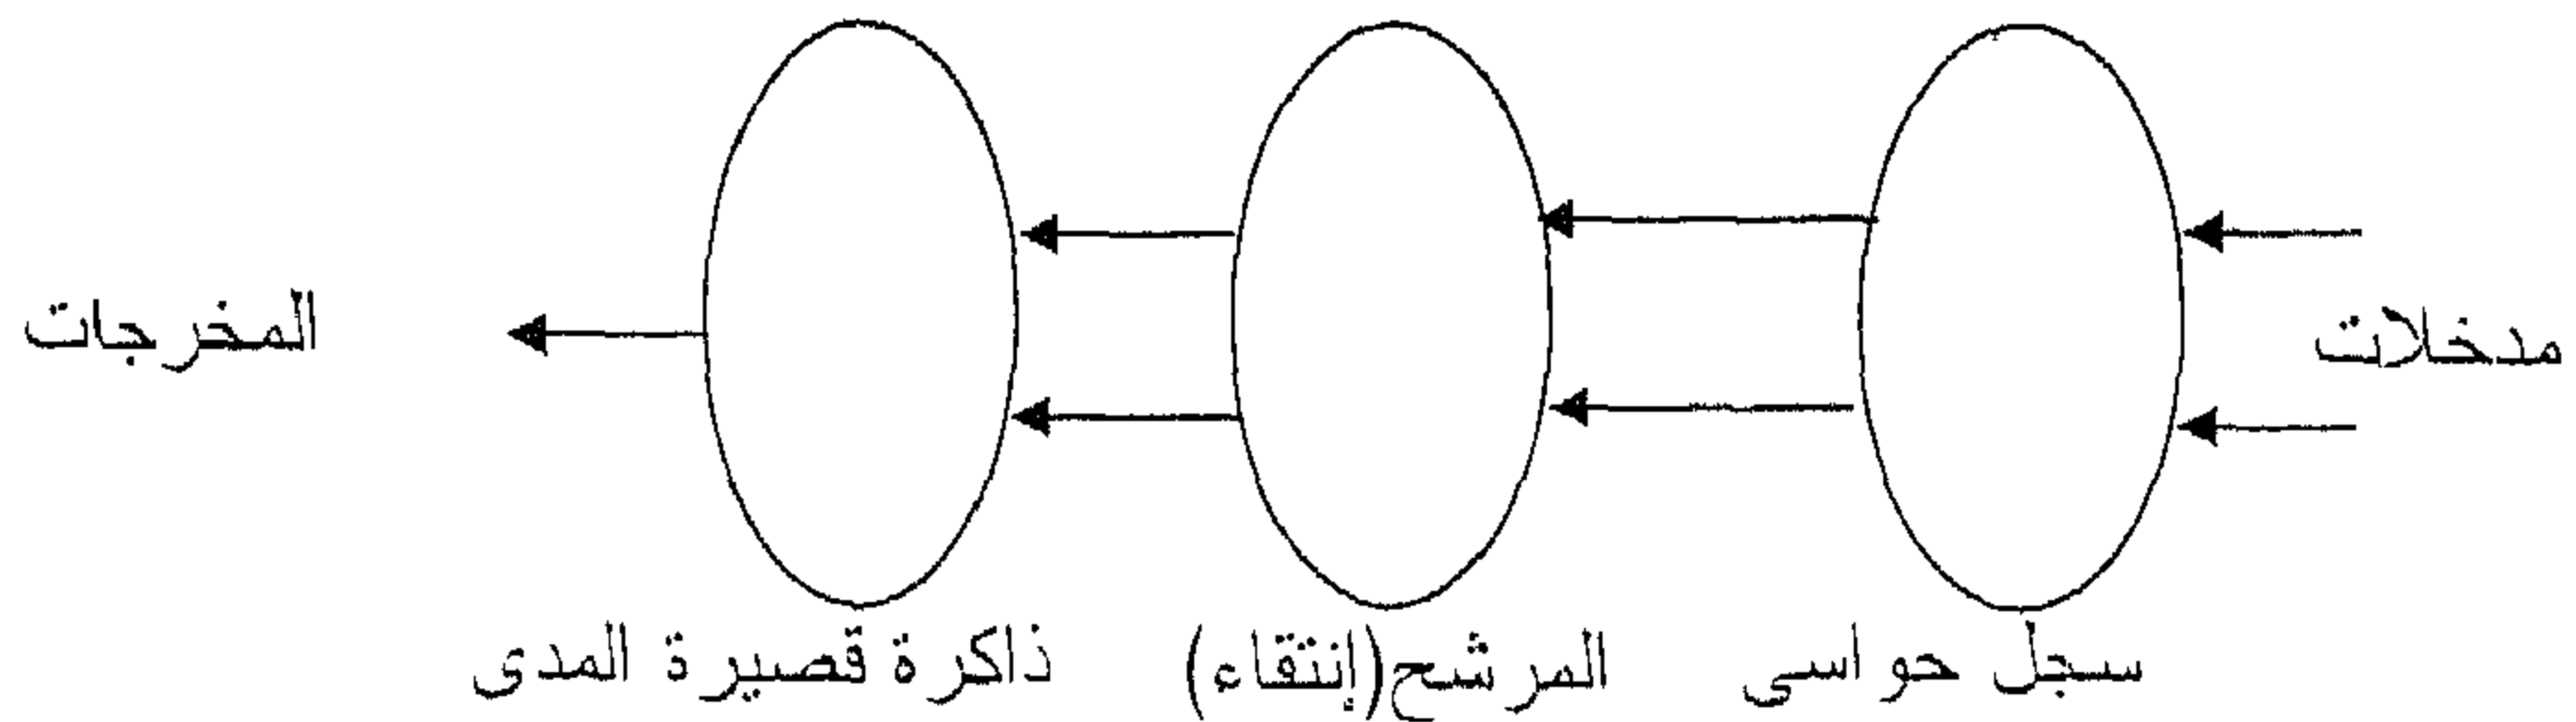 مدخلات
المخرجات
سجل حواسى
المرشح(إنتقاء)
ذاكرة قصيرة المدى